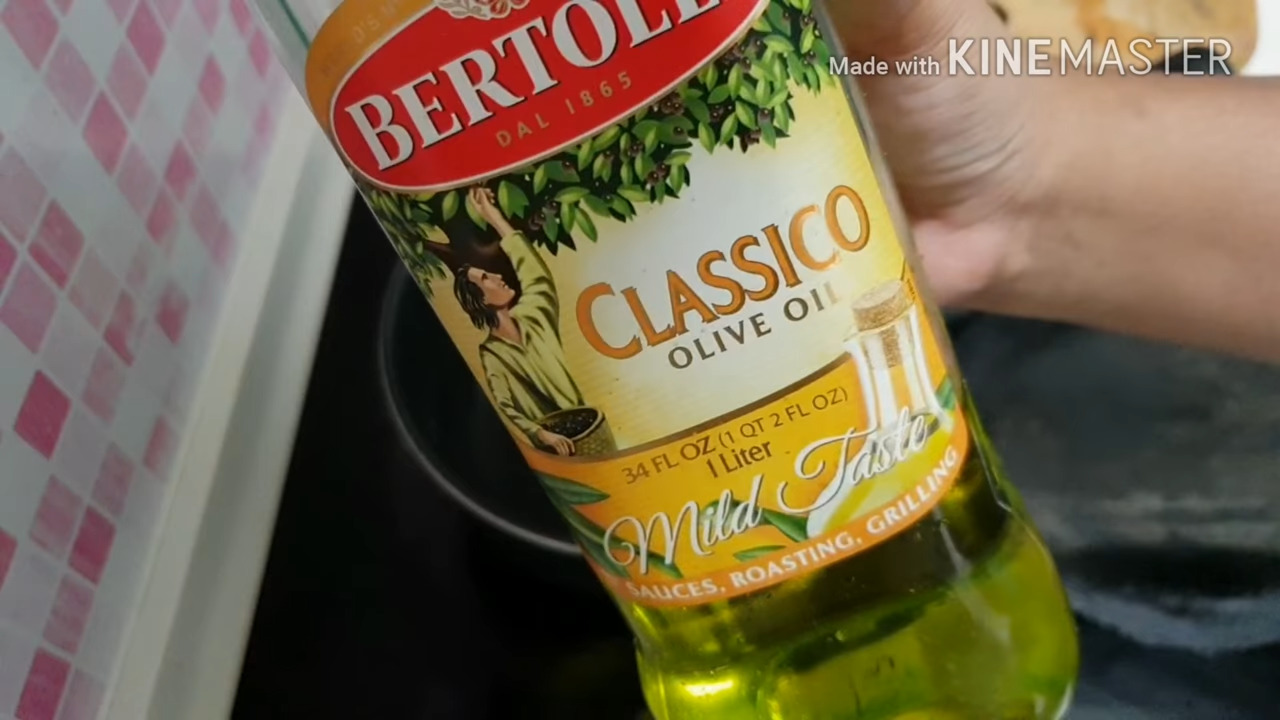 Made with KINEMASTER
BERTOLLI
DAL 1865
CLASSICO
OLIVE OIL
34 FL OZ (1 QT 2 FL OZ)
1 Liter
Mild Taste
SAUCES, ROASTING, GRILLING